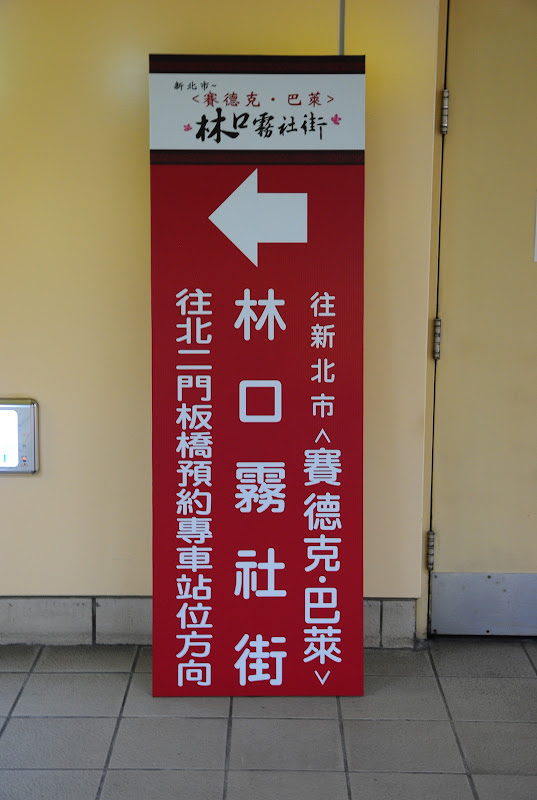 新北市~
<賽德克·巴萊>
林口霧社街
往新北市<賽德克·巴萊>
林口霧社街
往北二門板橋預約專車站位方向